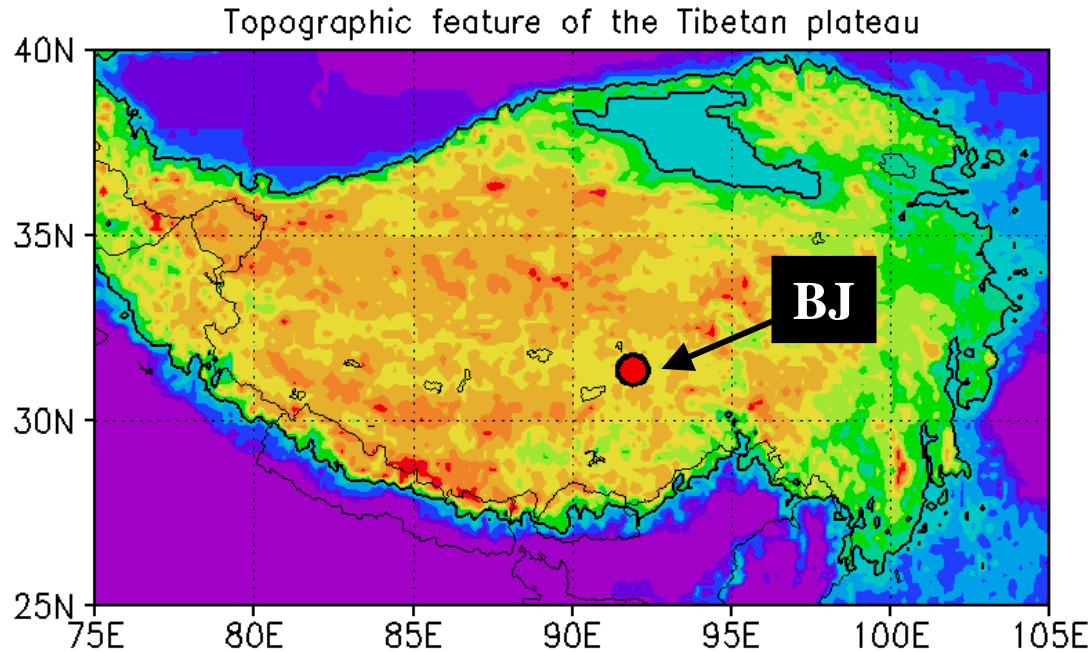 Topographic feature of the Tibetan plateau
40N
35N
BJ
30N
25N
75E 80E 85E 90E 95E 100E 105E